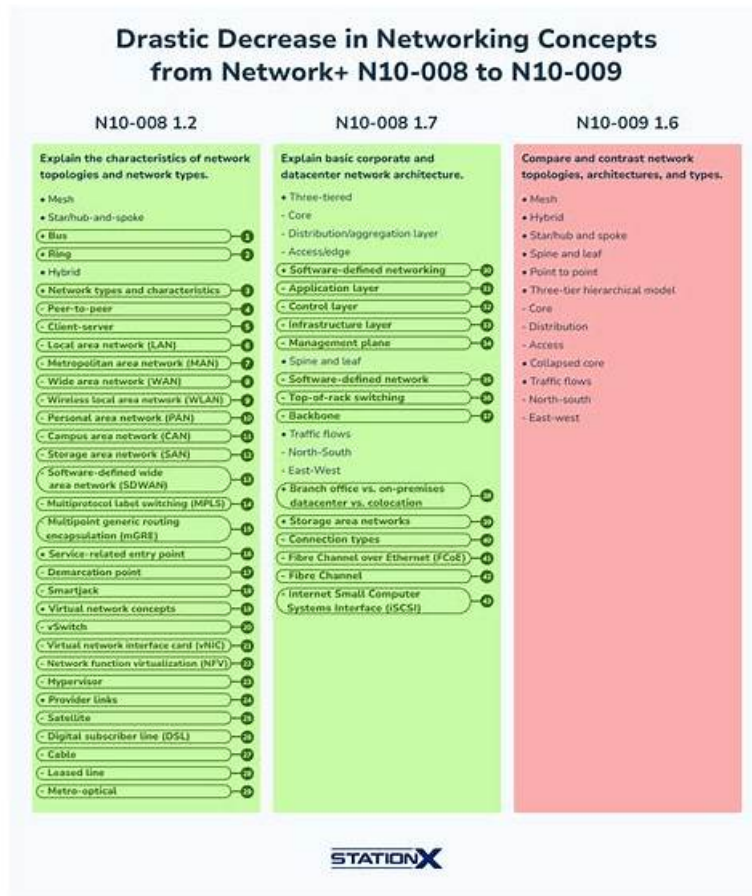 Drastic Decrease in Networking Concepts
from Network+ N10-008 to N10-009
N10-008 1.2
Explain the characteristics of network
topologies and network types.
• Mesh
• Star/hub-and-spoke
• Bus 1
• Ring 2
• Hybrid
• Network types and characteristics 3
- Peer-to-peer 4
- Client-server 5
- Local area network (LAN) 6
- Metropolitan area network (MAN) 7
- Wide area network (WAN) 8
- Wireless local area network (WLAN) 9
- Personal area network (PAN) 10
- Campus area network (CAN) 11
- Storage area network (SAN) 12
- Software-defined wide
area network (SDWAN) 13
- Multiprotocol label switching (MPLS) 14
- Multipoint generic routing
encapsulation (mGRE) 15
• Service-related entry point 16
- Demarcation point 17
- Smartjack 18
• Virtual network concepts 19
- vSwitch 20
- Virtual network interface card (vNIC) 21
- Network function virtualization (NFV) 22
- Hypervisor 23
• Provider links 24
- Satellite 25
- Digital subscriber line (DSL) 26
- Cable 27
- Leased line 28
- Metro-optical 29
N10-008 1.7
Explain basic corporate and
datacenter network architecture.
• Three-tiered
- Core
- Distribution/aggregation layer
- Access/edge
• Software-defined networking 30
- Application layer 31
- Control layer 32
- Infrastructure layer 33
- Management plane 34
• Spine and leaf
- Software-defined network 35
- Top-of-rack switching 36
- Backbone 37
• Traffic flows
- North-South
- East-West
• Branch office vs. on-premises
datacenter vs. colocation 38
• Storage area networks 39
- Connection types 40
- Fibre Channel over Ethernet (FCoE) 41
- Fibre Channel 42
- Internet Small Computer
Systems Interface (iSCSI) 43
N10-009 1.6
Compare and contrast network
topologies, architectures, and types.
• Mesh
• Hybrid
• Star/hub and spoke
• Spine and leaf
• Point to point
• Three-tier hierarchical model
- Core
- Distribution
- Access
• Collapsed core
• Traffic flows
- North-south
- East-west
STATIONX